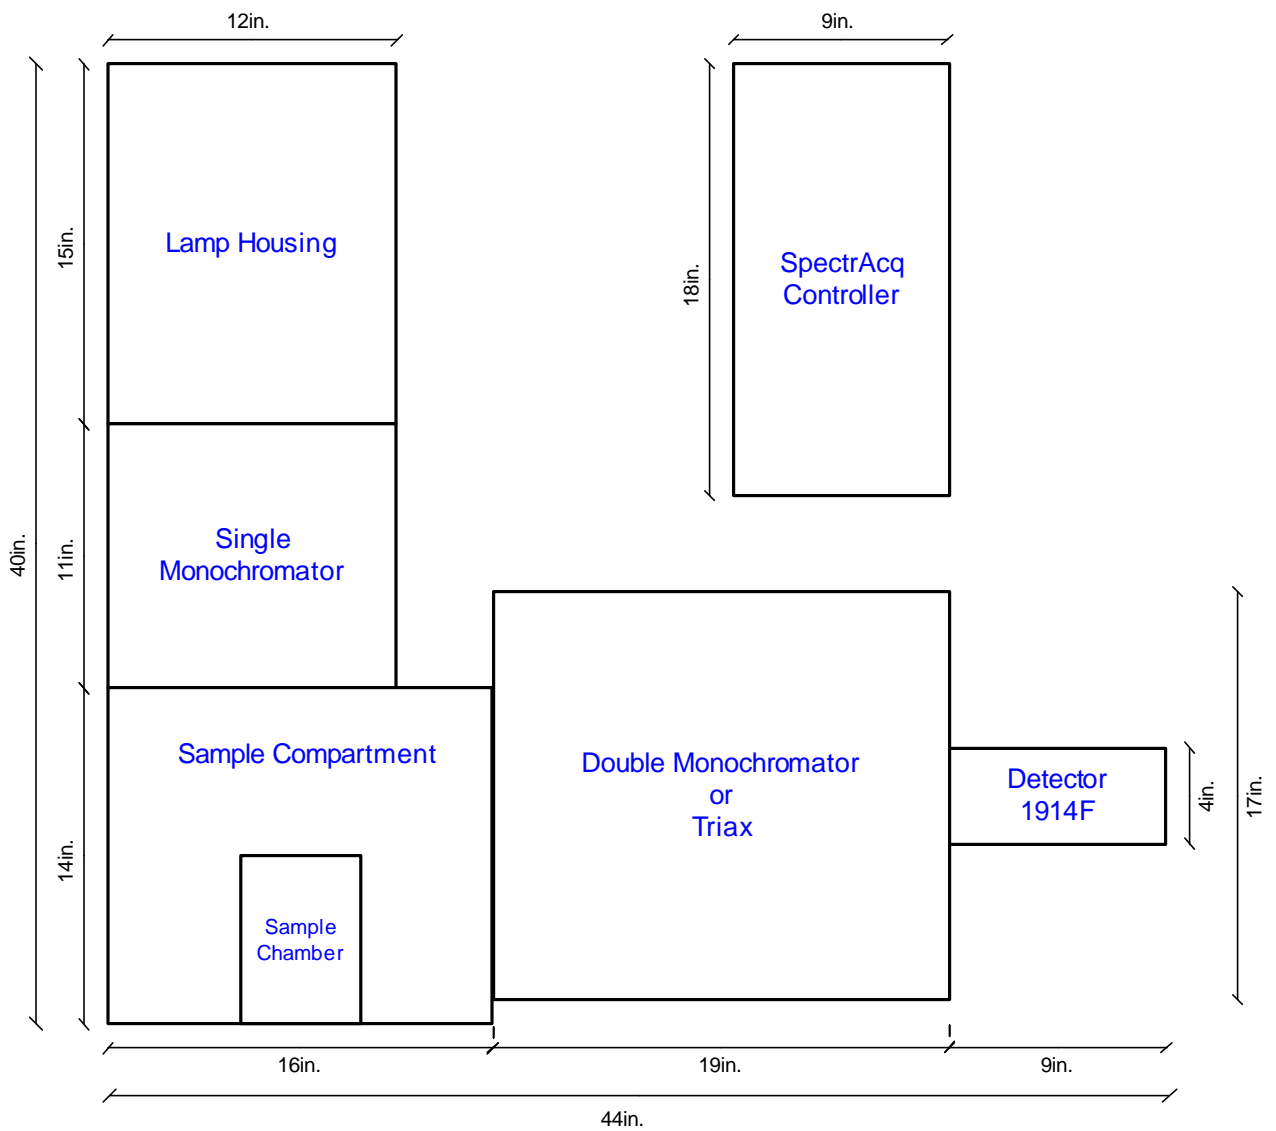 12in.
9in.
15in.
Lamp Housing
18in.
SpectrAcq
Controller
40in.
11in.
Single
Monochromator
14in.
Sample Compartment
Double Monochromator
or
Triax
Detector
1914F
4in.
17in.
Sample
Chamber
16in.
19in.
9in.
44in.